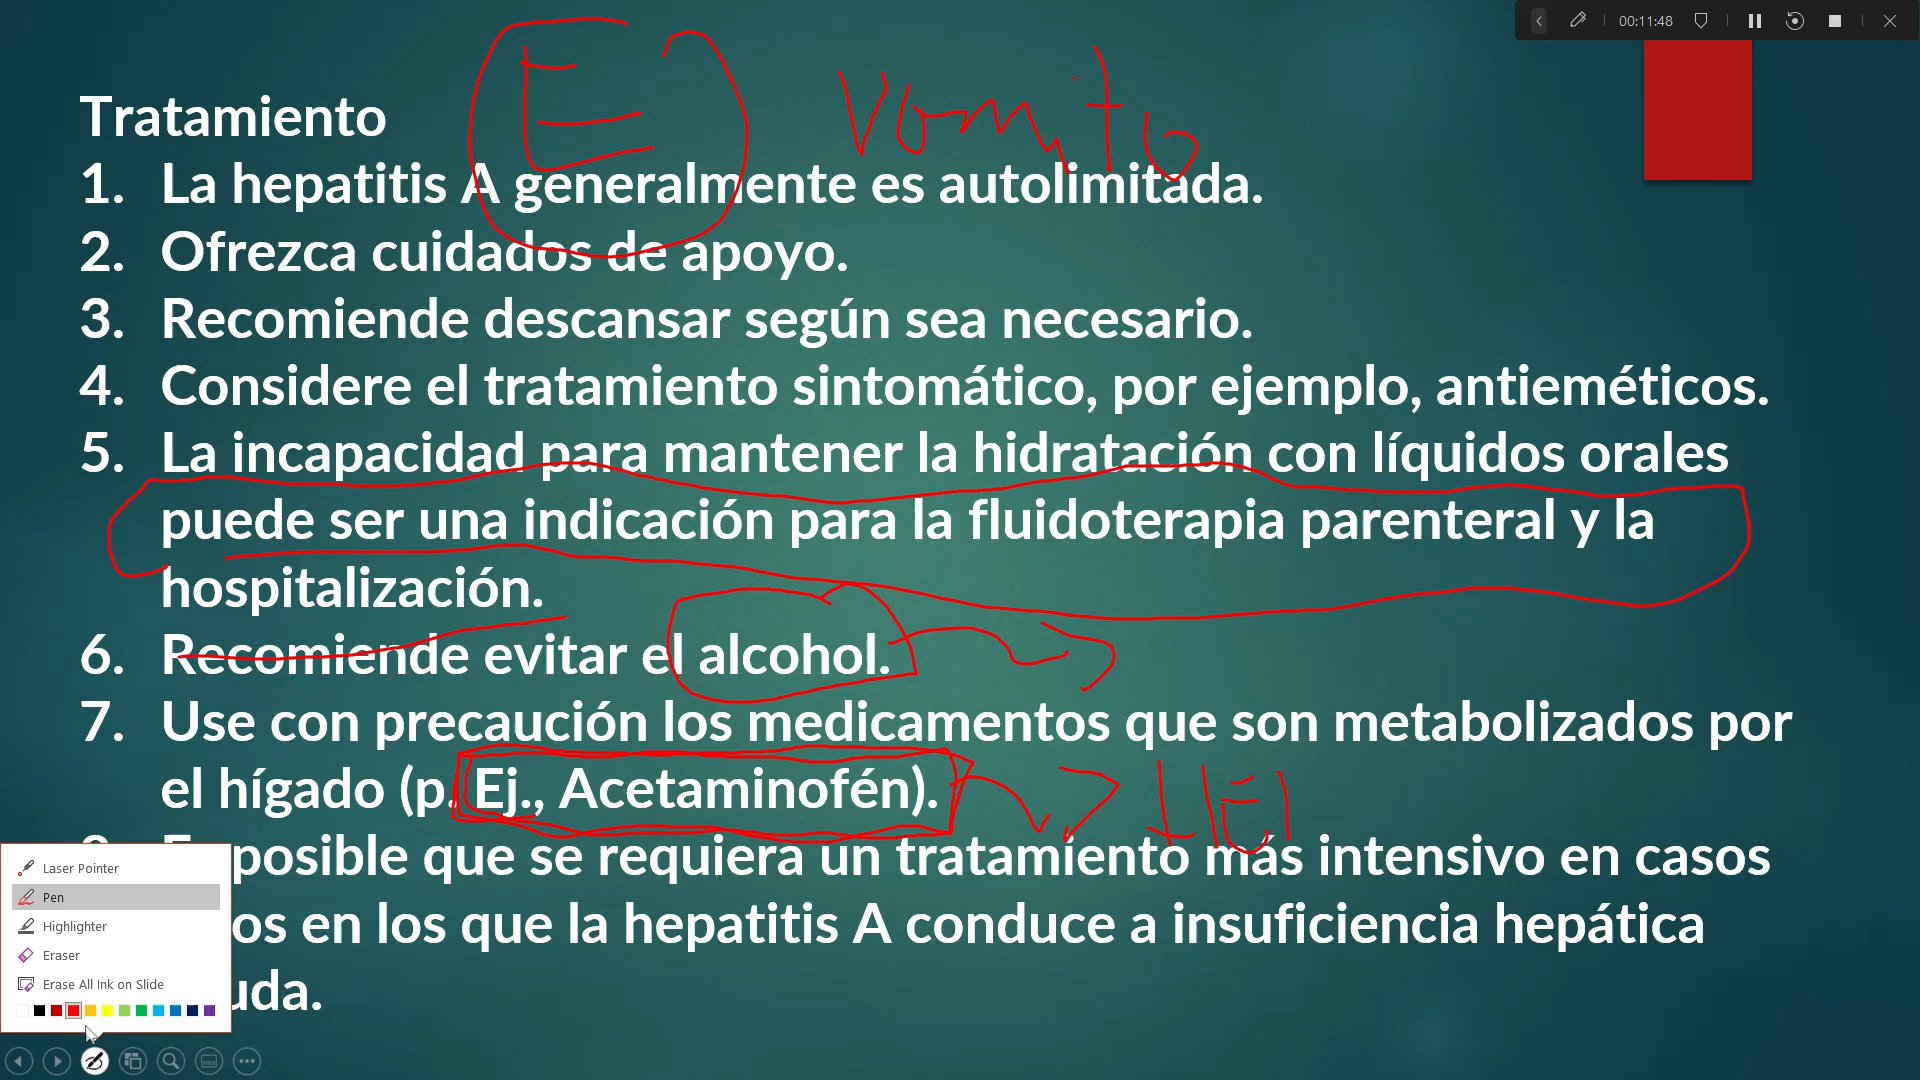 00:11:48
E vomito
Tratamiento
1. La hepatitis A generalmente es autolimitada.
2. Ofrezca cuidados de apoyo.
3. Recomiende descansar según sea necesario.
4. Considere el tratamiento sintomático, por ejemplo, antieméticos.
5. La incapacidad para mantener la hidratación con líquidos orales
puede ser una indicación para la fluidoterapia parenteral y la
hospitalización.
6. Recomiende evitar el alcohol.
7. Use con precaución los medicamentos que son metabolizados por
el hígado (p. Ej., Acetaminofén).
posible que se requiera un tratamiento más intensivo en casos
os en los que la hepatitis A conduce a insuficiencia hepática
uda.
Laser Pointer
Pen
Highlighter
Eraser
Erase All Ink on Slide